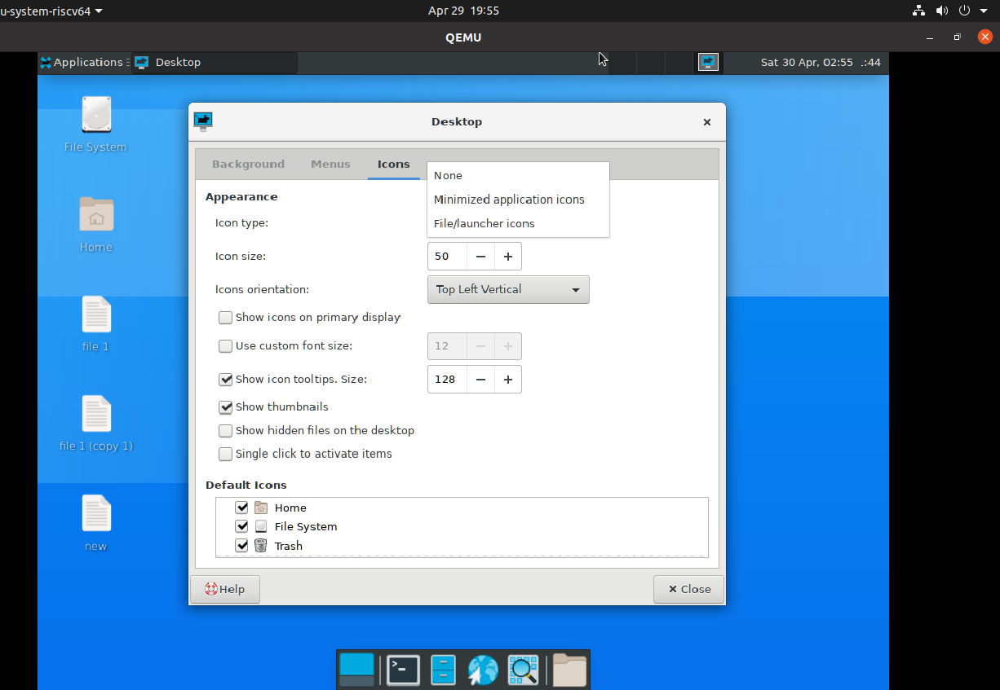 u-system-riscv64
Apr 29 19:55
QEMU
Applications
Desktop
Sat 30 Apr, 02:55 .:44
File System
Home
file 1
file 1 (copy 1)
new
Desktop
Background
Menus
Icons
Appearance
Icon type:
None
Minimized application icons
File/launcher icons
Icon size:
50
Icons orientation:
Top Left Vertical
Show icons on primary display
Use custom font size:
12
Show icon tooltips. Size:
128
Show thumbnails
Show hidden files on the desktop
Single click to activate items
Default Icons
Home
File System
Trash
Help
Close